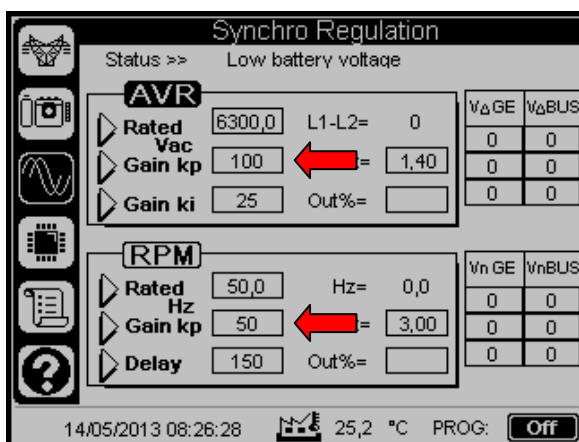 Synchro Regulation
Status >> Low battery voltage
AVR
Rated Vac 6300,0 L1-L2= 0
Gain kp 100 = 1,40
Gain ki 25 Out%=
V∆GE V∆BUS
0 0
0 0
0 0
RPM
Rated Hz 50,0 Hz= 0,0
Gain kp 50 = 3,00
Delay 150 Out%=
Vn GE VnBUS
0 0
0 0
0 0
?
14/05/2013 08:26:28 25,2 °C PROG: Off